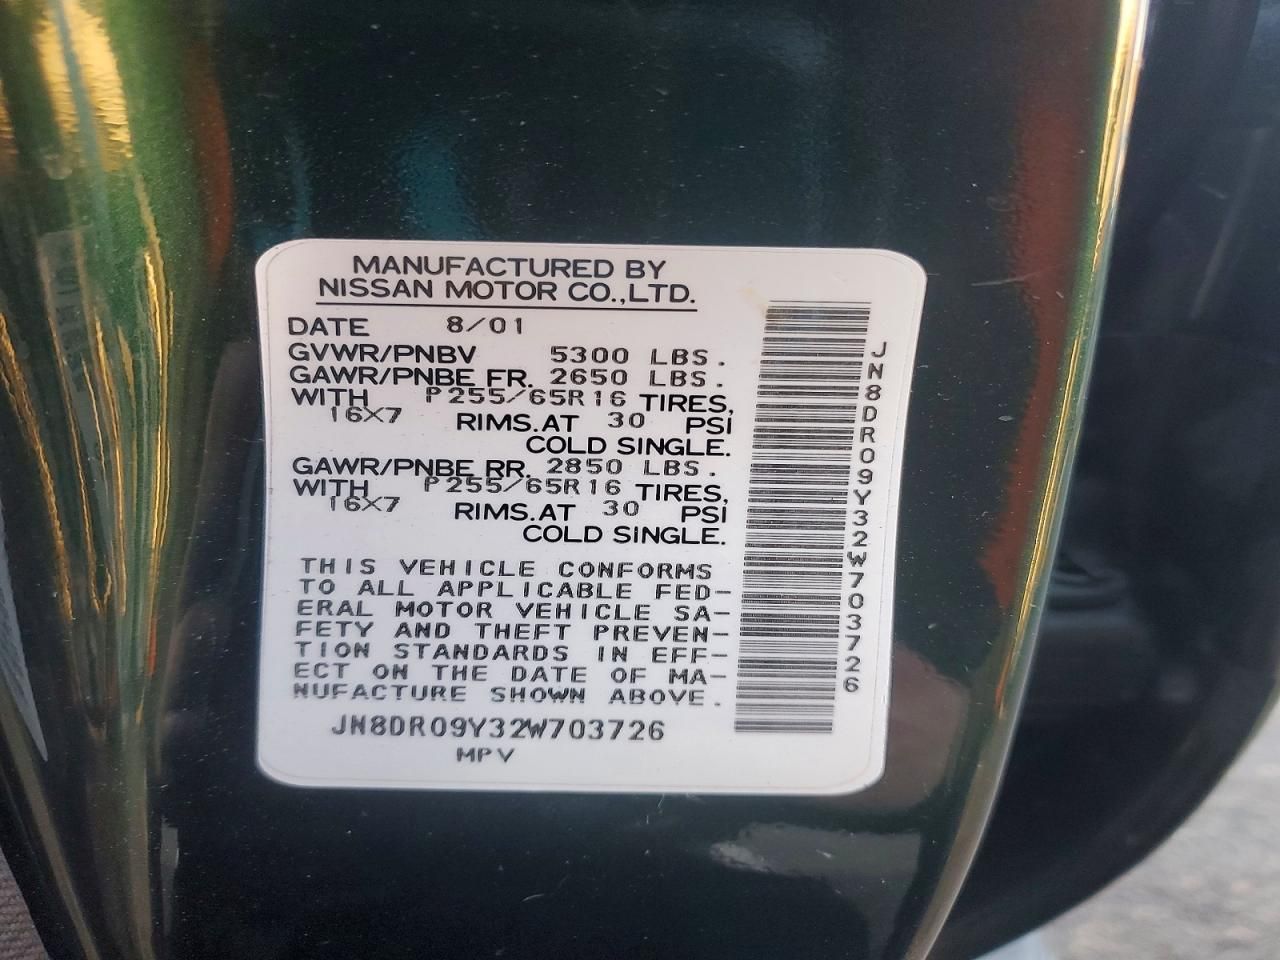 MANUFACTURED BY
NISSAN MOTOR CO.,LTD.
DATE 8/01
GVWR/PNBV 5300 LBS.
GAWR/PNBE FR. 2650 LBS.
WITH P255/65R16 TIRES,
16X7 RIMS.AT 30 PSI
COLD SINGLE.
GAWR/PNBE RR. 2850 LBS.
WITH P255/65R16 TIRES,
16X7 RIMS.AT 30 PSI
COLD SINGLE.
THIS VEHICLE CONFORMS
TO ALL APPLICABLE FED-
ERAL MOTOR VEHICLE SA-
FETY AND THEFT PREVEN-
TION STANDARDS IN EFF-
ECT ON THE DATE OF MA-
NUFACTURE SHOWN ABOVE.
JN8DR09Y32W703726
MPV
JN8DR09Y32W703726